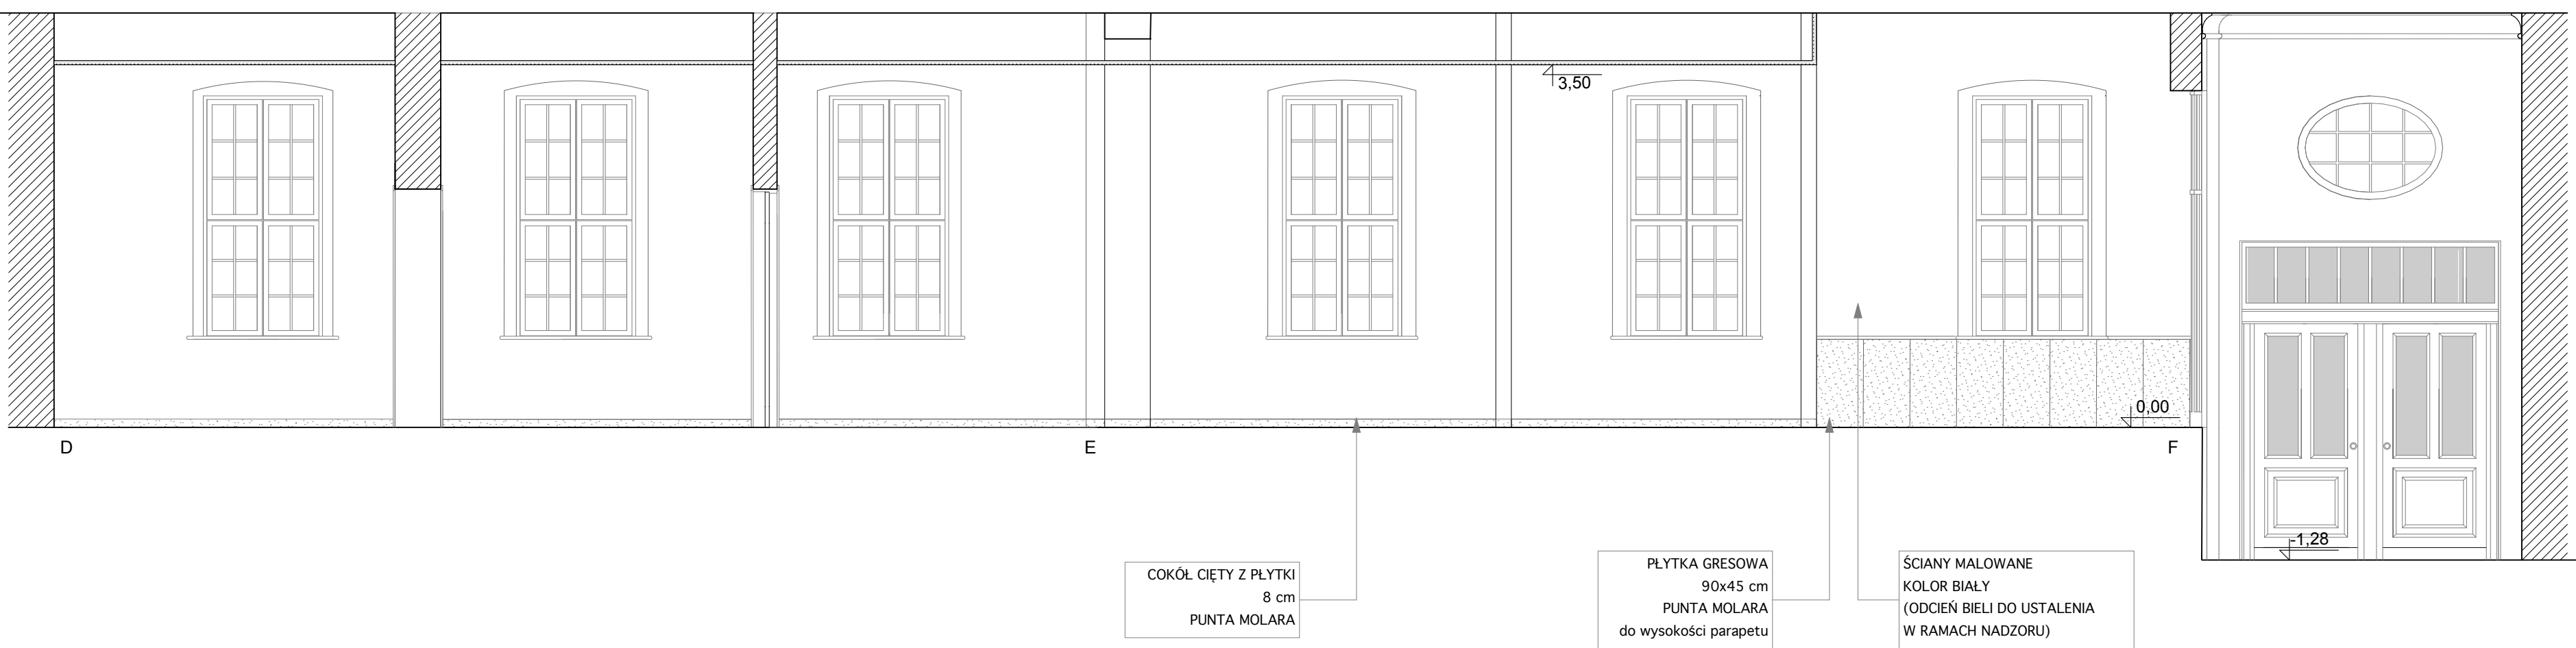 3,50
0,00
D
E
F
-1,28
COKÓŁ CIĘTY Z PŁYTKI
8 cm
PUNTA MOLARA
PŁYTKA GRESOWA
90x45 cm
PUNTA MOLARA
do wysokości parapetu
ŚCIANY MALOWANE
KOLOR BIAŁY
(ODCIEŃ BIELI DO USTALENIA
W RAMACH NADZORU)